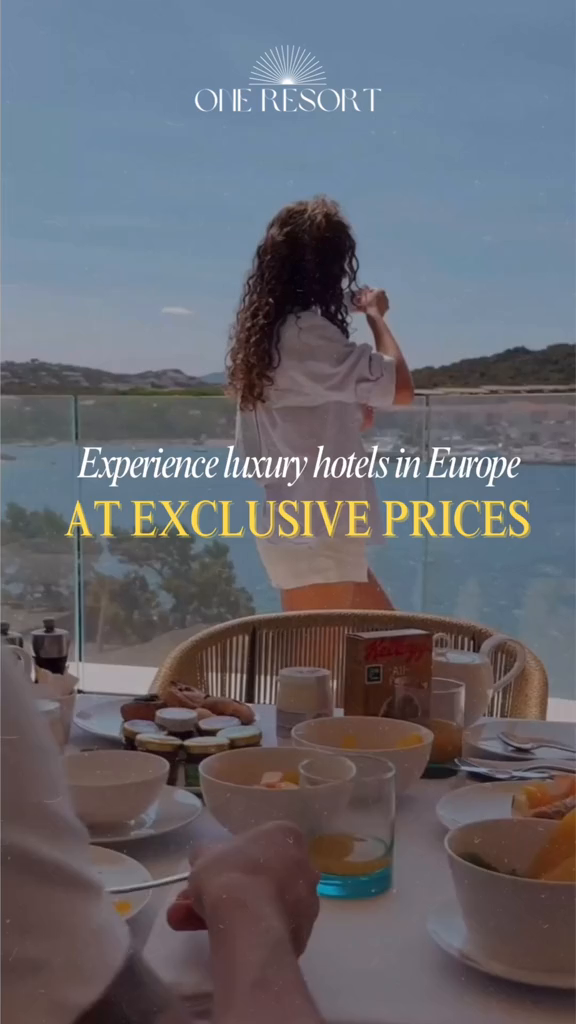 ONE RESORT
Experience luxury hotels in Europe
AT EXCLUSIVE PRICES
Kellogg's